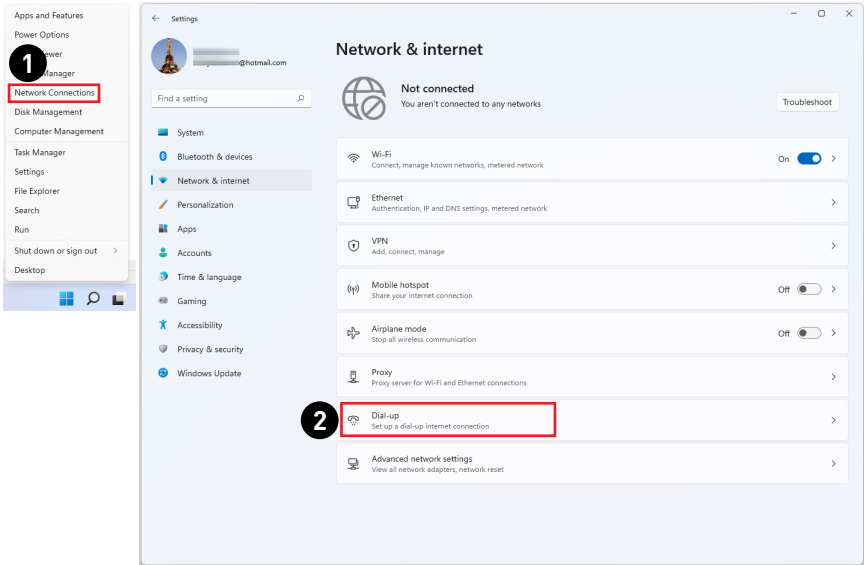 Apps and Features
Power Options
ewer
1
Manager
Network Connections
Disk Management
Computer Management
Task Manager
Settings
File Explorer
Search
Run
Shut down or sign out
Desktop
Settings
@hotmail.com
Find a setting
System
Bluetooth & devices
Network & internet
Personalization
Apps
Accounts
Time & language
Gaming
Accessibility
Privacy & security
Windows Update
Network & internet
Not connected
You aren't connected to any networks
Troubleshoot
Wi-Fi
Connect, manage known networks, metered network
On
Ethernet
Authentication, IP and DNS settings, metered network
VPN
Add, connect, manage
Mobile hotspot
Share your internet connection
Off
Airplane mode
Stop all wireless communication
Off
Proxy
Proxy server for Wi-Fi and Ethernet connections
2
Dial-up
Set up a dial-up internet connection
Advanced network settings
View all network adapters, network reset